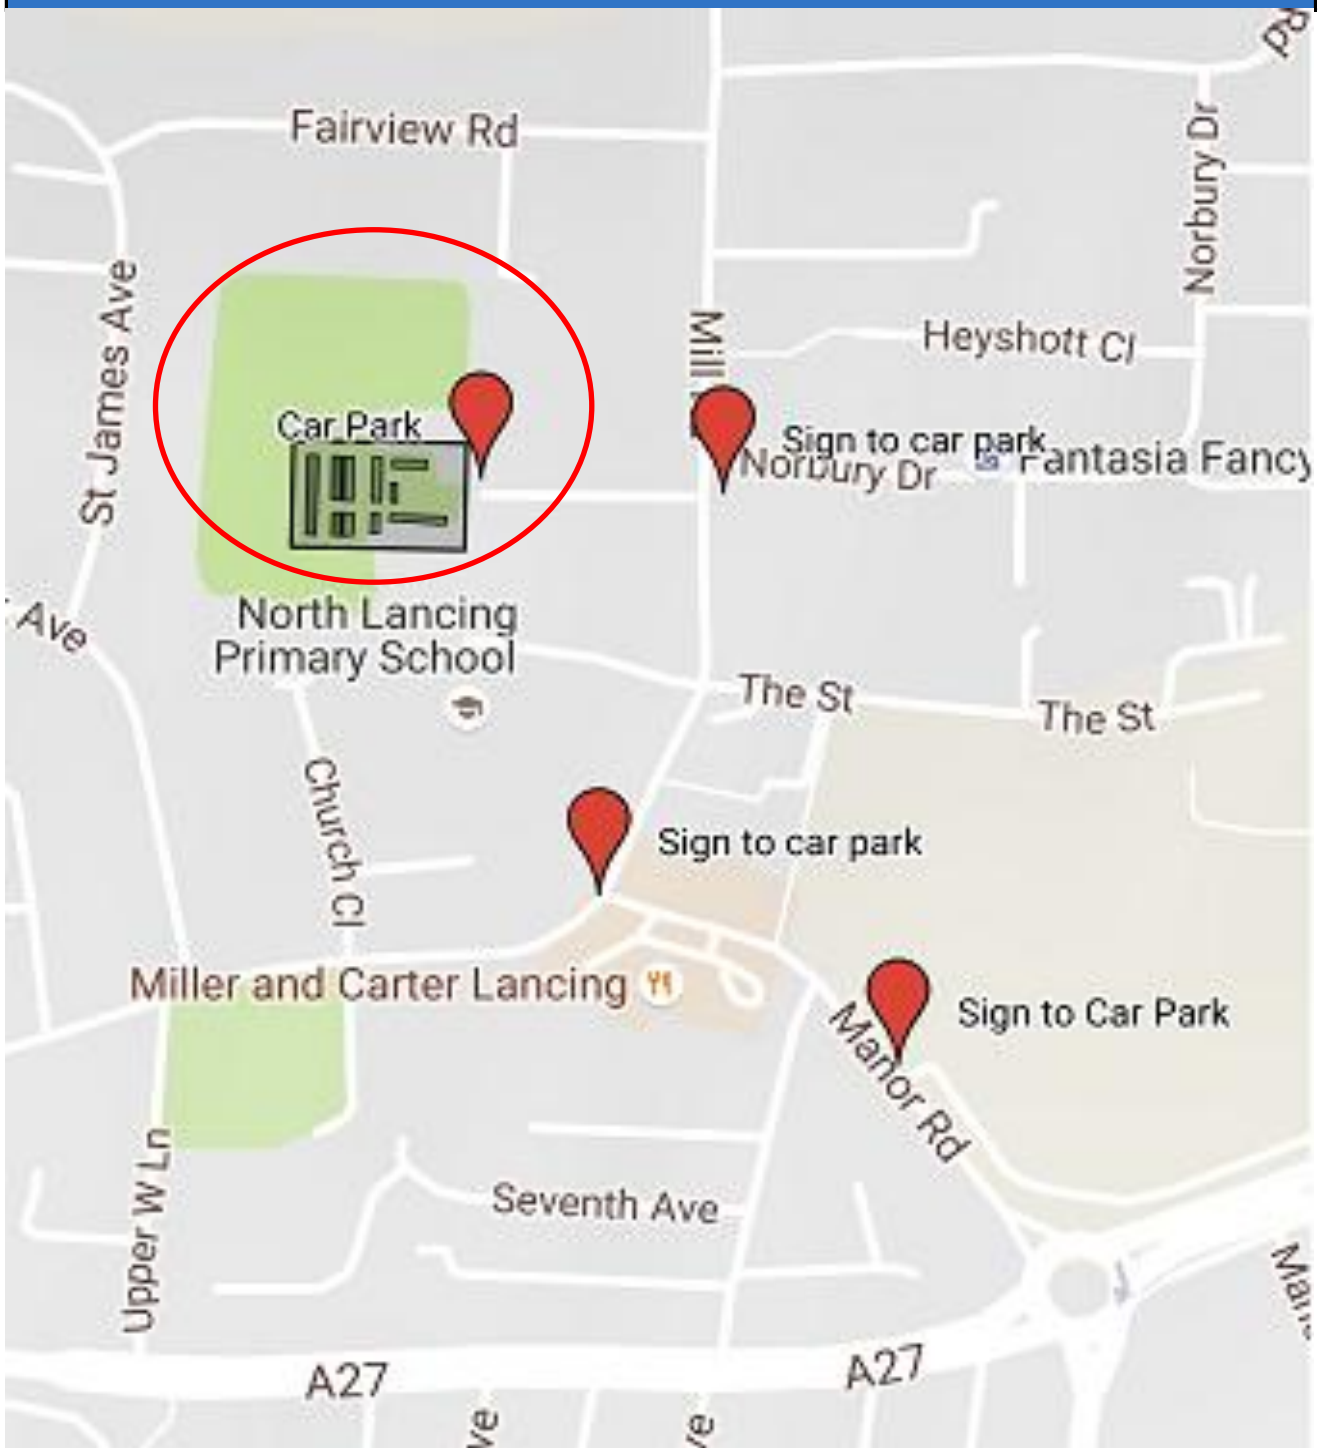 Rd
Fairview Rd
Norbury Dr
St James Ave
Mill
Heyshott Cl
Car Park
Sign to car park
Norbury Dr
Fantasia Fancy
Ave
North Lancing
Primary School
The St
The St
Church Cl
Sign to car park
Miller and Carter Lancing
Sign to Car Park
Manor Rd
Upper W Ln
Seventh Ave
A27
A27